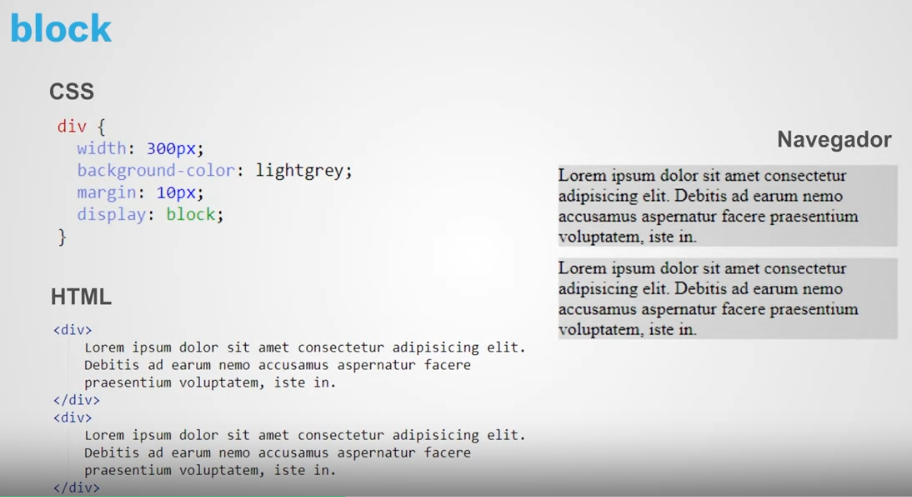 block
CSS
div {
width: 300px;
background-color: lightgrey;
margin: 10px;
display: block;
}
HTML
<div>
Lorem ipsum dolor sit amet consectetur adipisicing elit.
Debitis ad earum nemo accusamus aspernatur facere
praesentium voluptatem, iste in.
</div>
<div>
Lorem ipsum dolor sit amet consectetur adipisicing elit.
Debitis ad earum nemo accusamus aspernatur facere
praesentium voluptatem, iste in.
</div>
Navegador
Lorem ipsum dolor sit amet consectetur
adipisicing elit. Debitis ad earum nemo
accusamus aspernatur facere praesentium
voluptatem, iste in.
Lorem ipsum dolor sit amet consectetur
adipisicing elit. Debitis ad earum nemo
accusamus aspernatur facere praesentium
voluptatem, iste in.